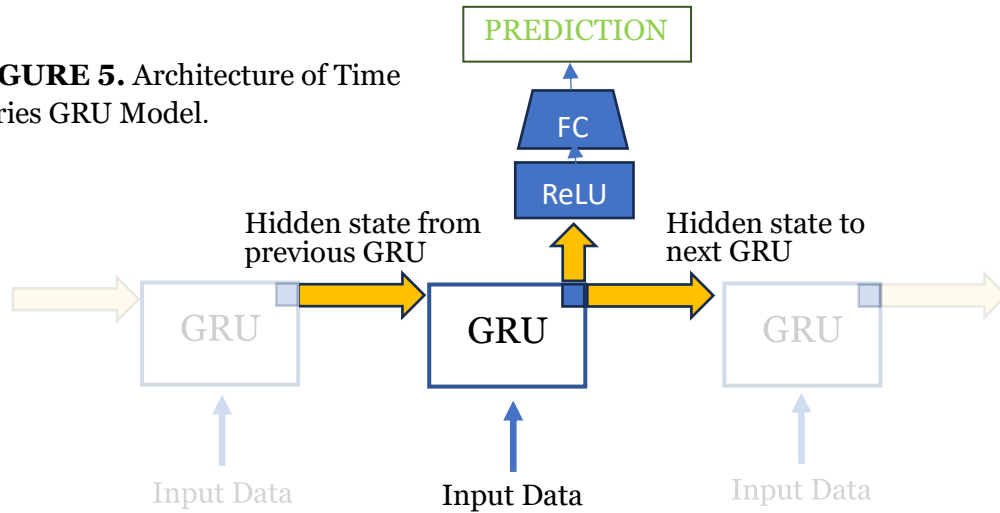 PREDICTION
GURE 5. Architecture of Time
ries GRU Model.
FC
ReLU
Hidden state from
previous GRU
Hidden state to
next GRU
GRU
GRU
GRU
Input Data
Input Data
Input Data